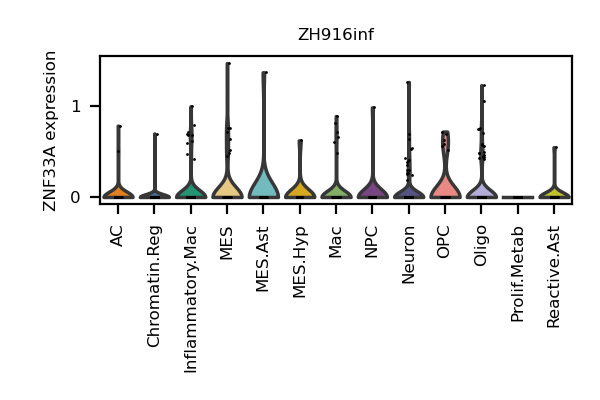 ZH916inf
ZNF33A expression
1
0
AC
Chromatin.Reg
Inflammatory.Mac
MES
MES.Ast
MES.Hyp
Mac
NPC
Neuron
OPC
Oligo
Prolif.Metab
Reactive.Ast